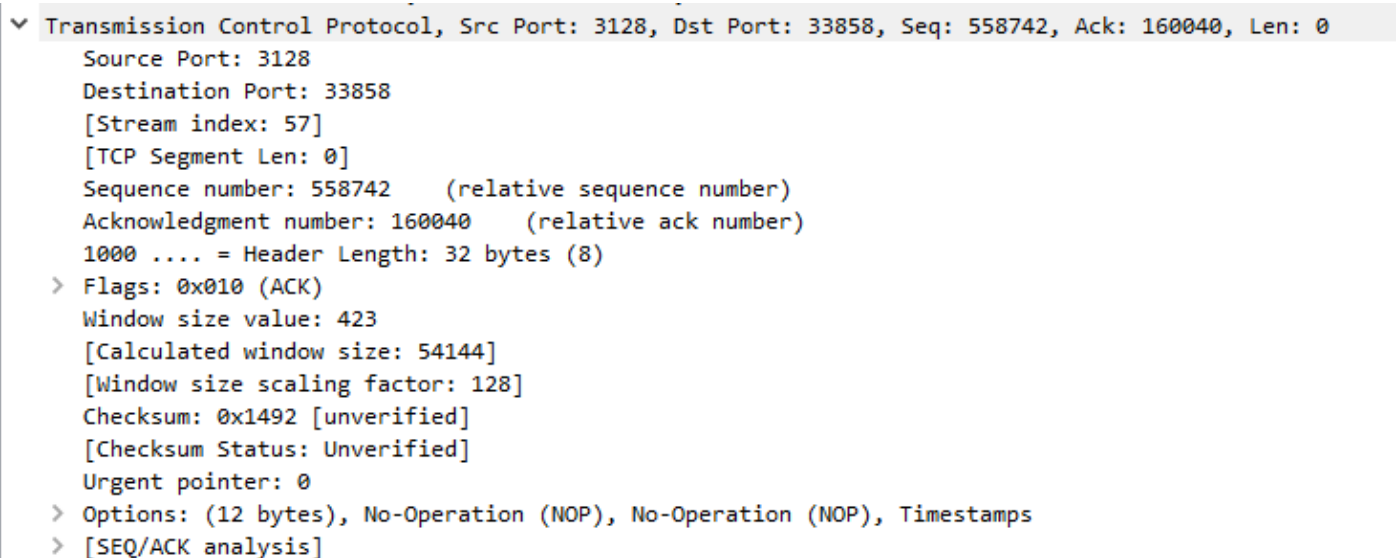 Transmission Control Protocol, Src Port: 3128, Dst Port: 33858, Seq: 558742, Ack: 160040, Len: 0
Source Port: 3128
Destination Port: 33858
[Stream index: 57]
[TCP Segment Len: 0]
Sequence number: 558742 (relative sequence number)
Acknowledgment number: 160040 (relative ack number)
1000 .... = Header Length: 32 bytes (8)
Flags: 0x010 (ACK)
Window size value: 423
[Calculated window size: 54144]
[Window size scaling factor: 128]
Checksum: 0x1492 [unverified]
[Checksum Status: Unverified]
Urgent pointer: 0
Options: (12 bytes), No-Operation (NOP), No-Operation (NOP), Timestamps
[SEQ/ACK analysis]